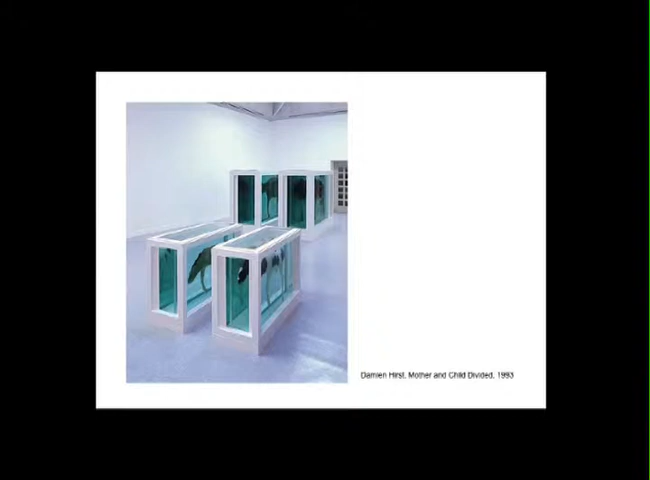 Damien Hirst, Mother and Child Divided, 1993